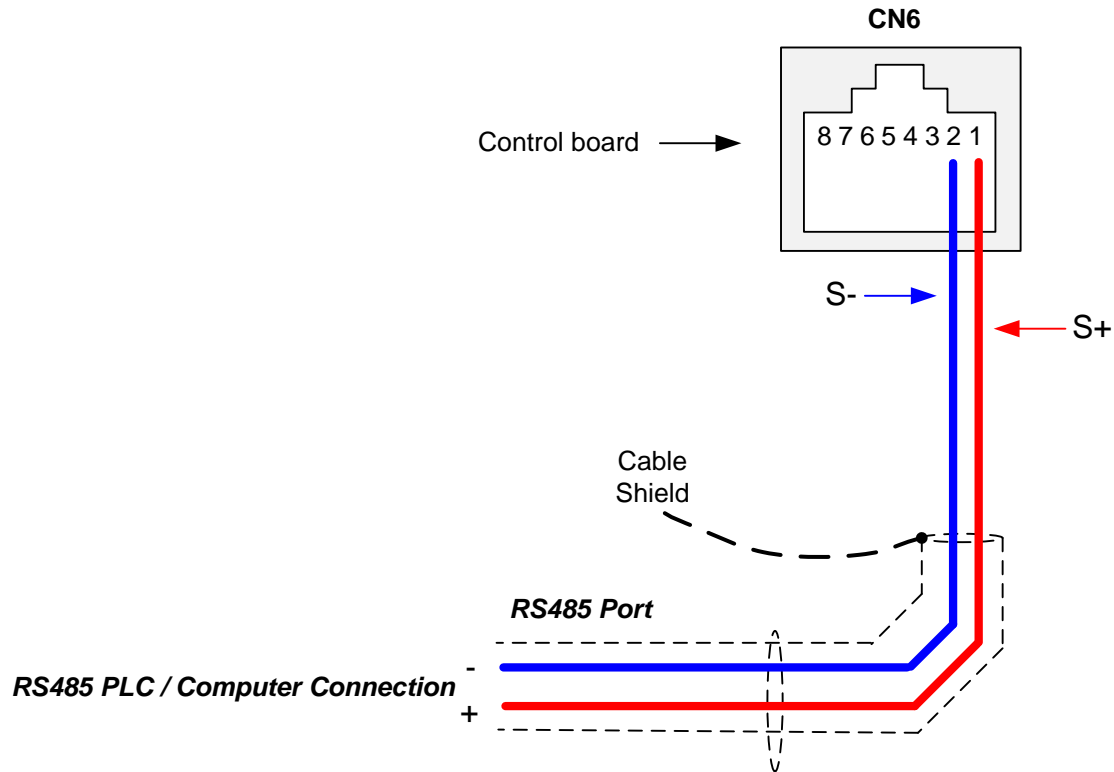 CN6
Control board
8 7 6 5 4 3 2 1
S-
S+
Cable
Shield
RS485 Port
-
RS485 PLC / Computer Connection
+